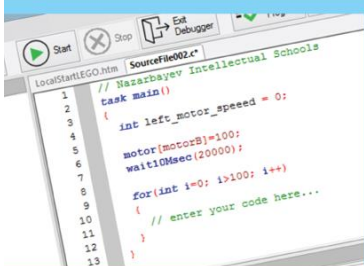 Start Stop Exit Debugger
LocalStartLEGO.htm SourceFile002.c*
1 // Nazarbayev Intellectual Schools
2 task main()
3 {
4 int left_motor_speeed = 0;
5
6 motor[motorB]=100;
7 wait10Msec(20000);
8
9 for(int i=0; i>100; i++)
10 {
11 // enter your code here...
12 }
13 }